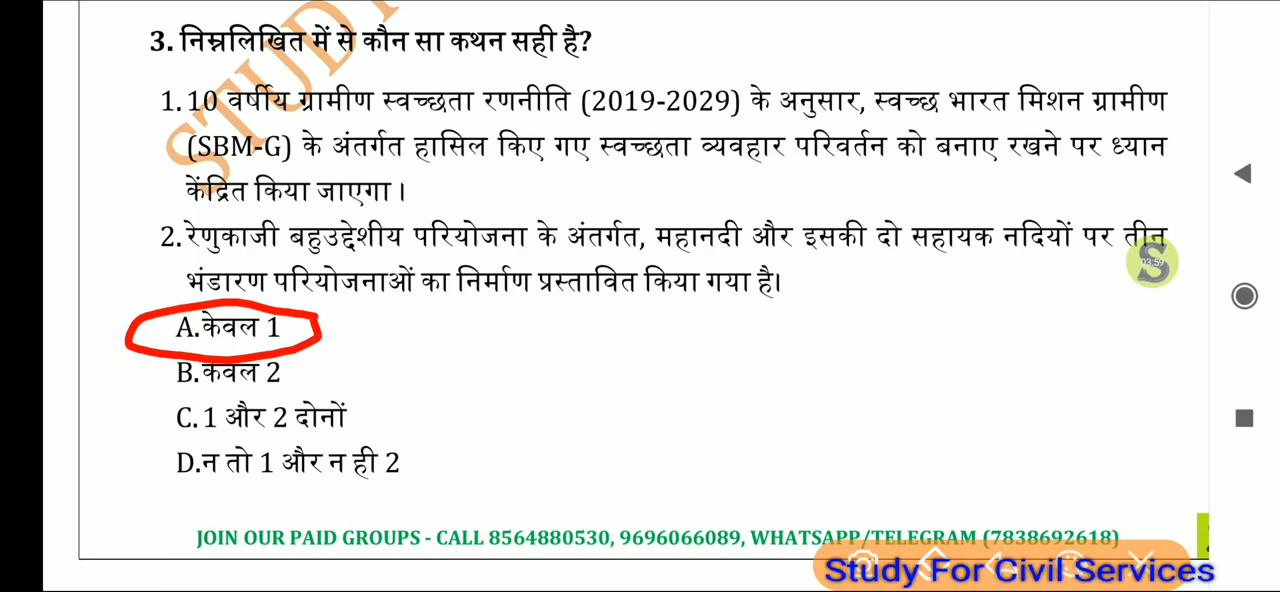 3. निम्नलिखित में से कौन सा कथन सही है?
1. 10 वर्षीय ग्रामीण स्वच्छता रणनीति (2019-2029) के अनुसार, स्वच्छ भारत मिशन ग्रामीण
(SBM-G) के अंतर्गत हासिल किए गए स्वच्छता व्यवहार परिवर्तन को बनाए रखने पर ध्यान
केंद्रित किया जाएगा।
2. रेणुकाजी बहुउद्देशीय परियोजना के अंतर्गत, महानदी और इसकी दो सहायक नदियों पर तीन
भंडारण परियोजनाओं का निर्माण प्रस्तावित किया गया है।
03:59
A. केवल 1
B. केवल 2
C. 1 और 2 दोनों
D. न तो 1 और न ही 2
JOIN OUR PAID GROUPS - CALL 8564880530, 9696066089, WHATSAPP/TELEGRAM (7838692618)
Study For Civil Services